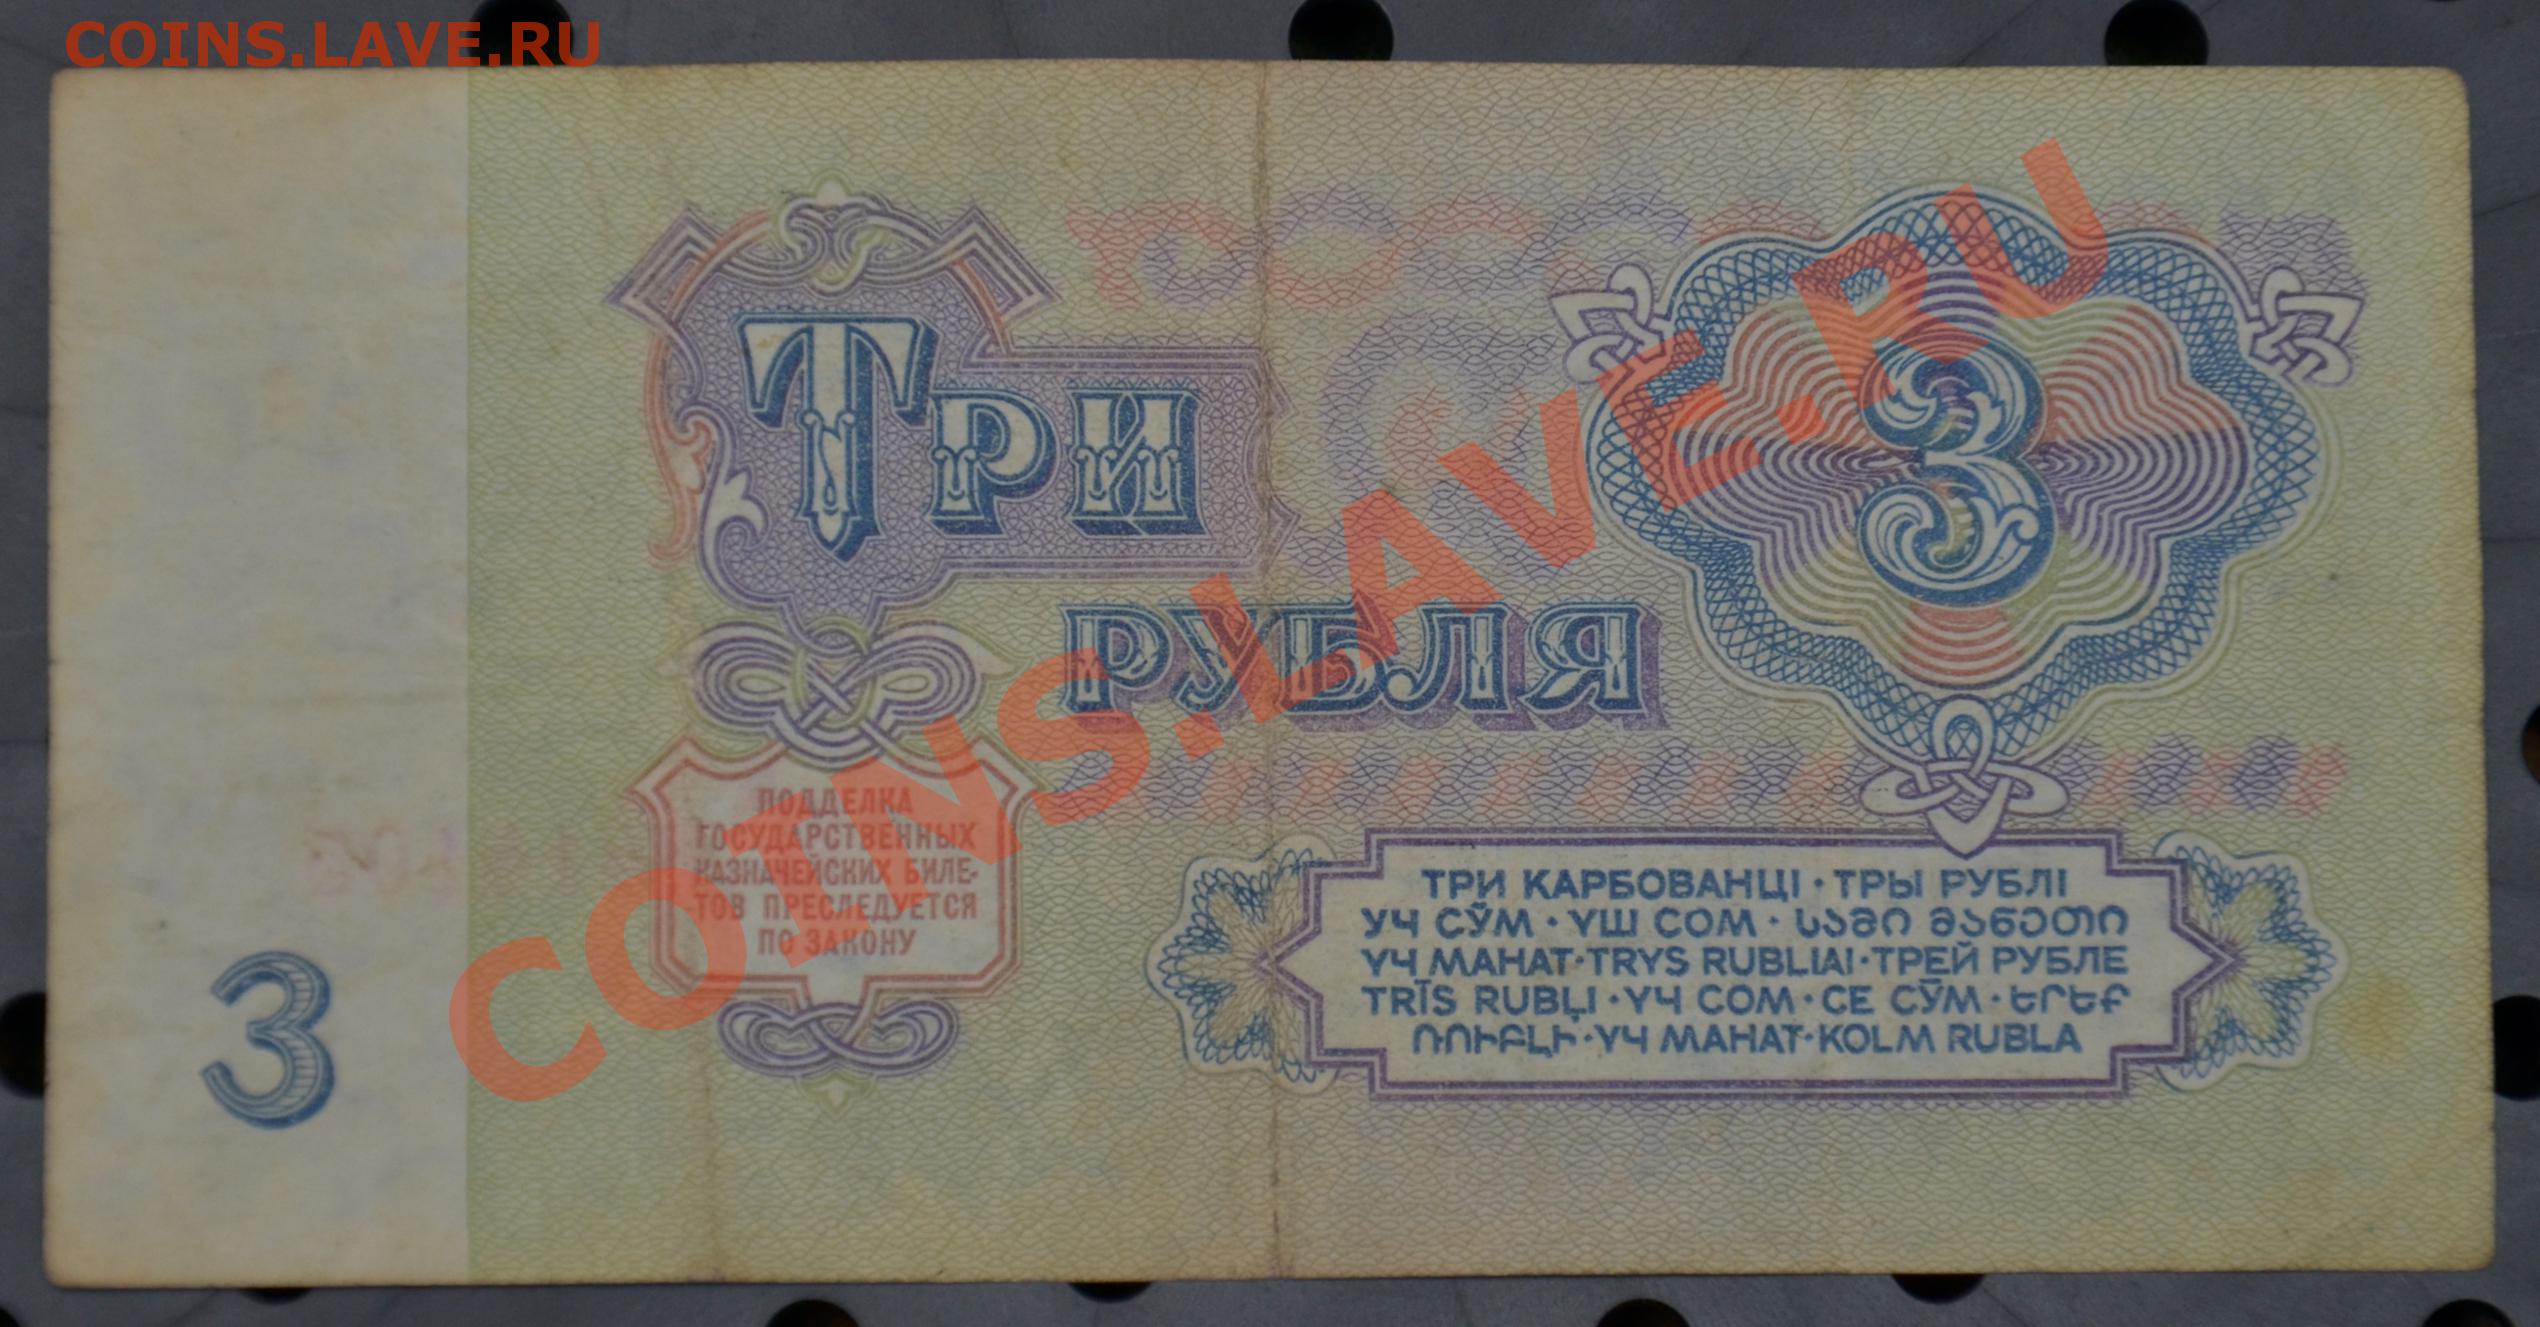 COINS.LAVE.RU
ТРИ
РУБЛЯ
3
3
ПОДДЕЛКА
ГОСУДАРСТВЕННЫХ
КАЗНАЧЕЙСКИХ БИЛЕ-
ТОВ ПРЕСЛЕДУЕТСЯ
ПО ЗАКОНУ
ТРИ КАРБОВАНЦІ · ТРЫ РУБЛІ
УЧ СЎМ · ҮШ СОМ · ᲡᲐᲛᲘ ᲛᲐᲜᲔᲗᲘ
ҮЧ МАНАТ · TRYS RUBLIAI · ТРЕЙ РУБЛЕ
TRĪS RUBĻI · ҮЧ СОМ · СЕ СӮМ · ԵՐԵՔ
ՌՈՒԲԼԻ · ҮЧ МАНАТ · KOLM RUBLA
COINS.LAVE.RU